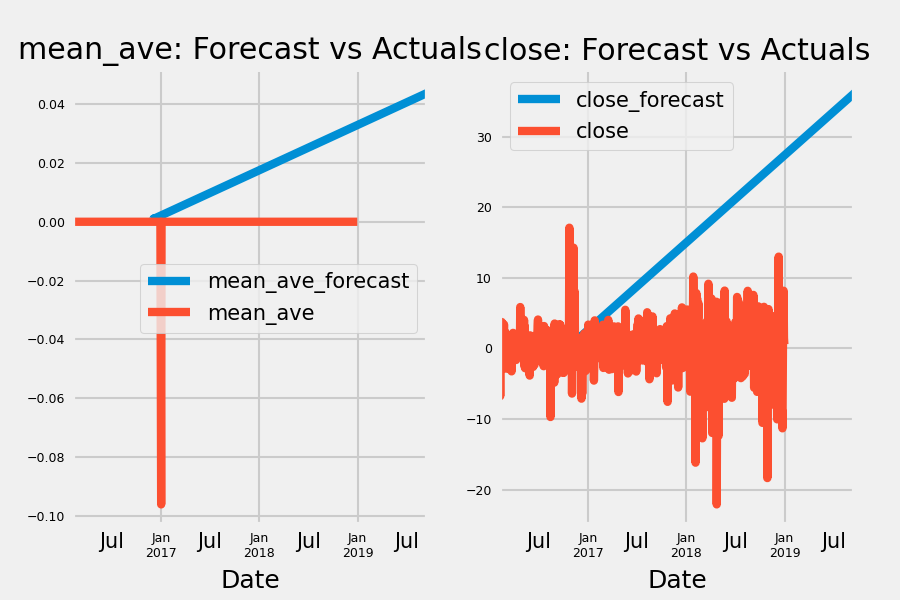 mean_ave: Forecast vs Actuals
0.04
0.02
0.00
−0.02
−0.04
−0.06
−0.08
−0.10
mean_ave_forecast
mean_ave
Jul
Jan
2017
Jul
Jan
2018
Jul
Jan
2019
Jul
Date
close: Forecast vs Actuals
close_forecast
close
30
20
10
0
−10
−20
Jul
Jan
2017
Jul
Jan
2018
Jul
Jan
2019
Jul
Date